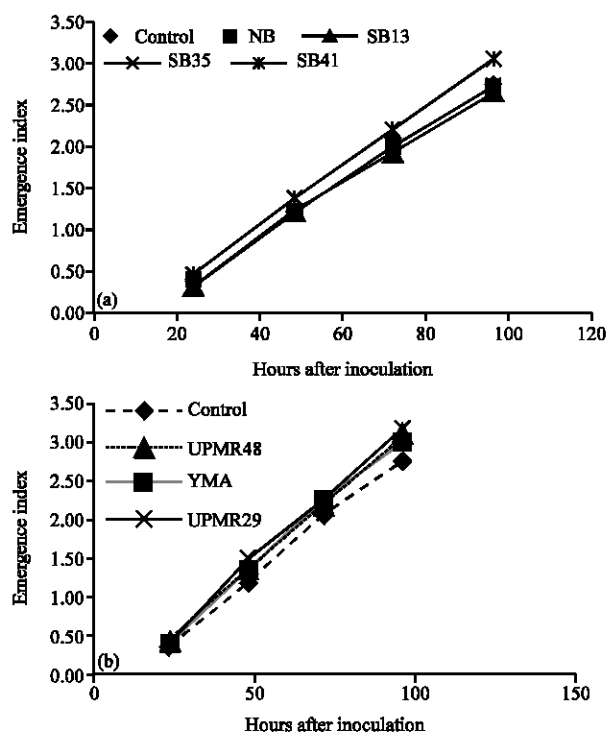 Control NB SB13
SB35 SB41
Emergence index
3.50
3.00
2.50
2.00
1.50
1.00
0.50
0.00
(a)
0 20 40 60 80 100 120
Hours after inoculation
Control
UPMR48
YMA
UPMR29
Emergence index
3.50
3.00
2.50
2.00
1.50
1.00
0.50
0.00
(b)
0 50 100 150
Hours after inoculation